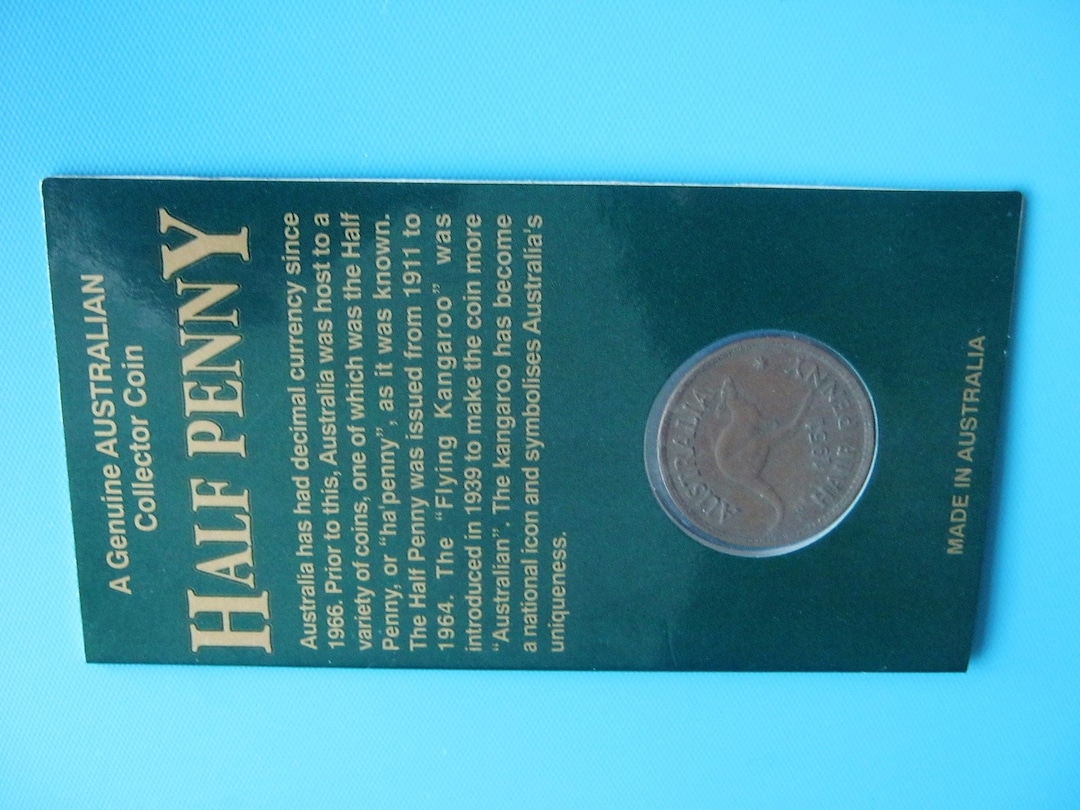 A Genuine AUSTRALIAN
Collector Coin
HALF PENNY
Australia has had decimal currency since
1966. Prior to this, Australia was host to a
variety of coins, one of which was the Half
Penny, or "ha'penny", as it was known.
The Half Penny was issued from 1911 to
1964. The "Flying Kangaroo" was
introduced in 1939 to make the coin more
"Australian". The kangaroo has become
a national icon and symbolises Australia's
uniqueness.
AUSTRALIA
HALF PENNY
MADE IN AUSTRALIA